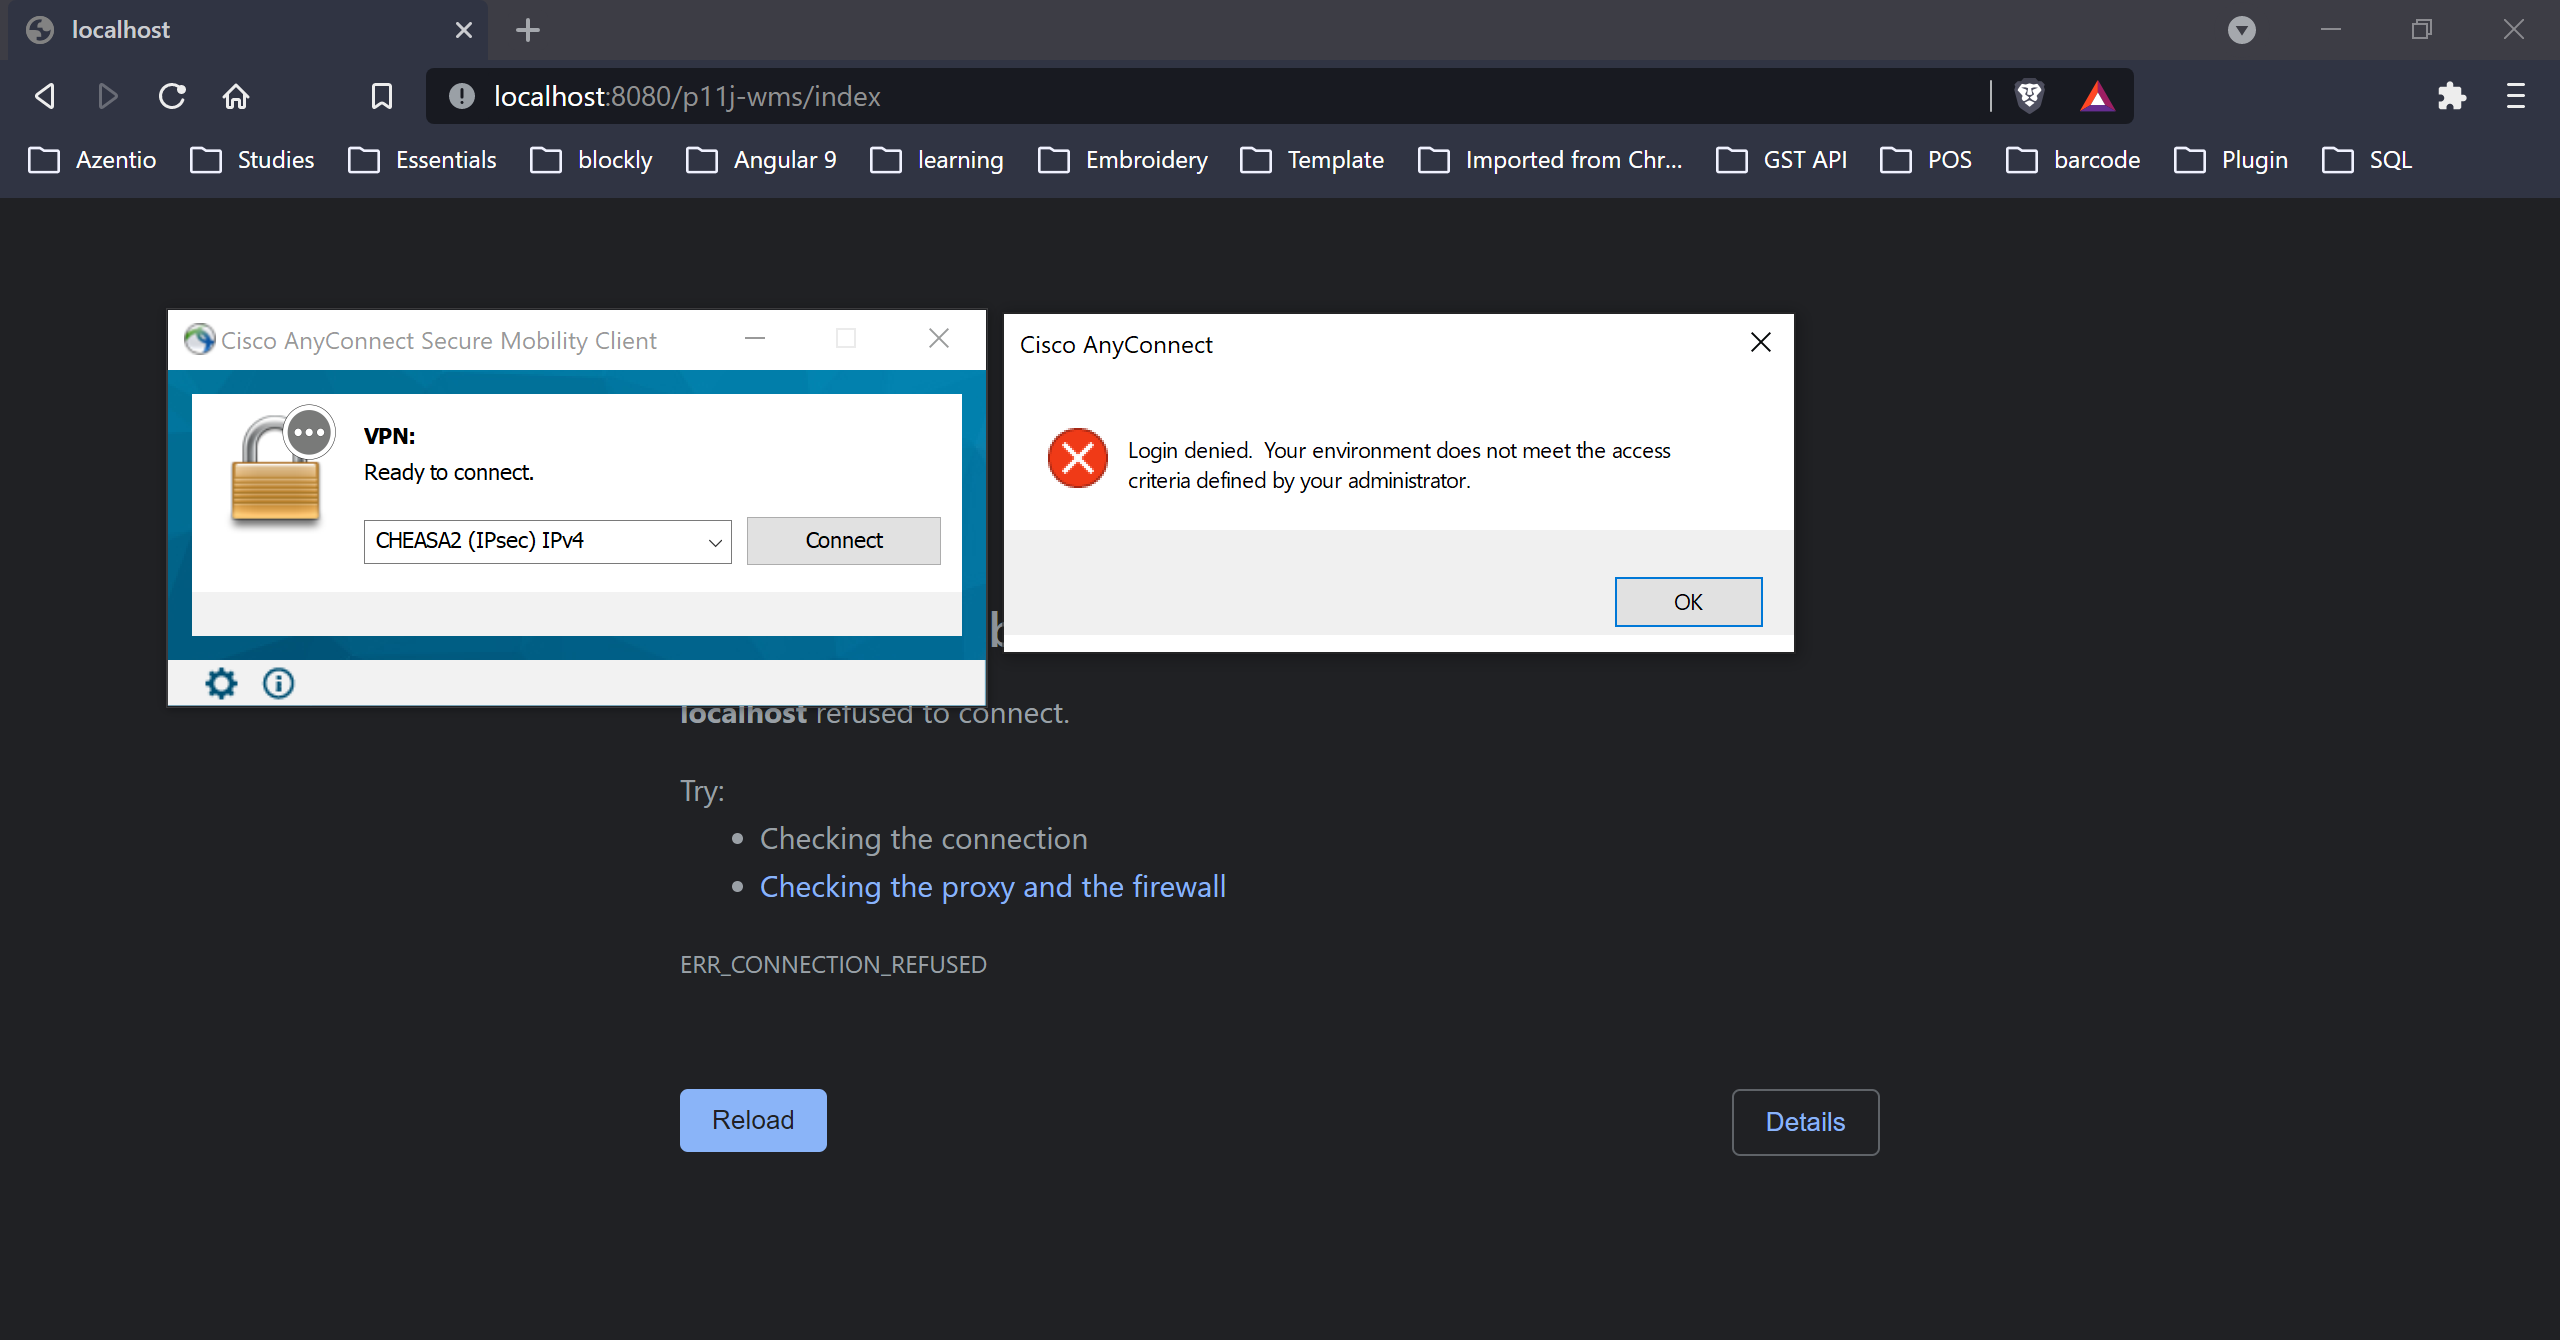 localhost
localhost:8080/p11j-wms/index
Azentio Studies Essentials blockly Angular 9 learning Embroidery Template Imported from Chr... GST API POS barcode Plugin SQL
Cisco AnyConnect Secure Mobility Client
VPN:
Ready to connect.
CHEASA2 (IPsec) IPv4
Connect
Cisco AnyConnect
Login denied.  Your environment does not meet the access
criteria defined by your administrator.
OK
localhost refused to connect.
Try:
• Checking the connection
• Checking the proxy and the firewall
ERR_CONNECTION_REFUSED
Reload
Details